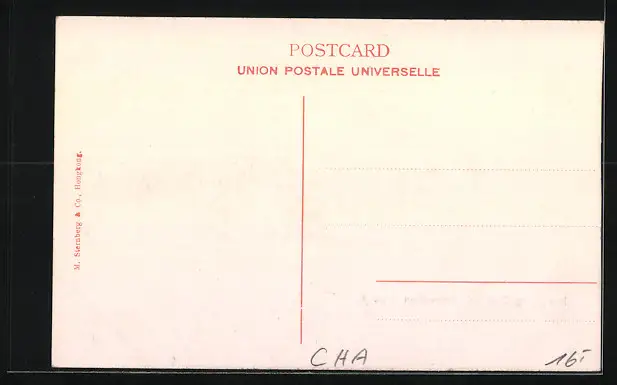 POSTCARD
UNION POSTALE UNIVERSELLE
M. Sternberg & Co., Hongkong.
CHA
16,-